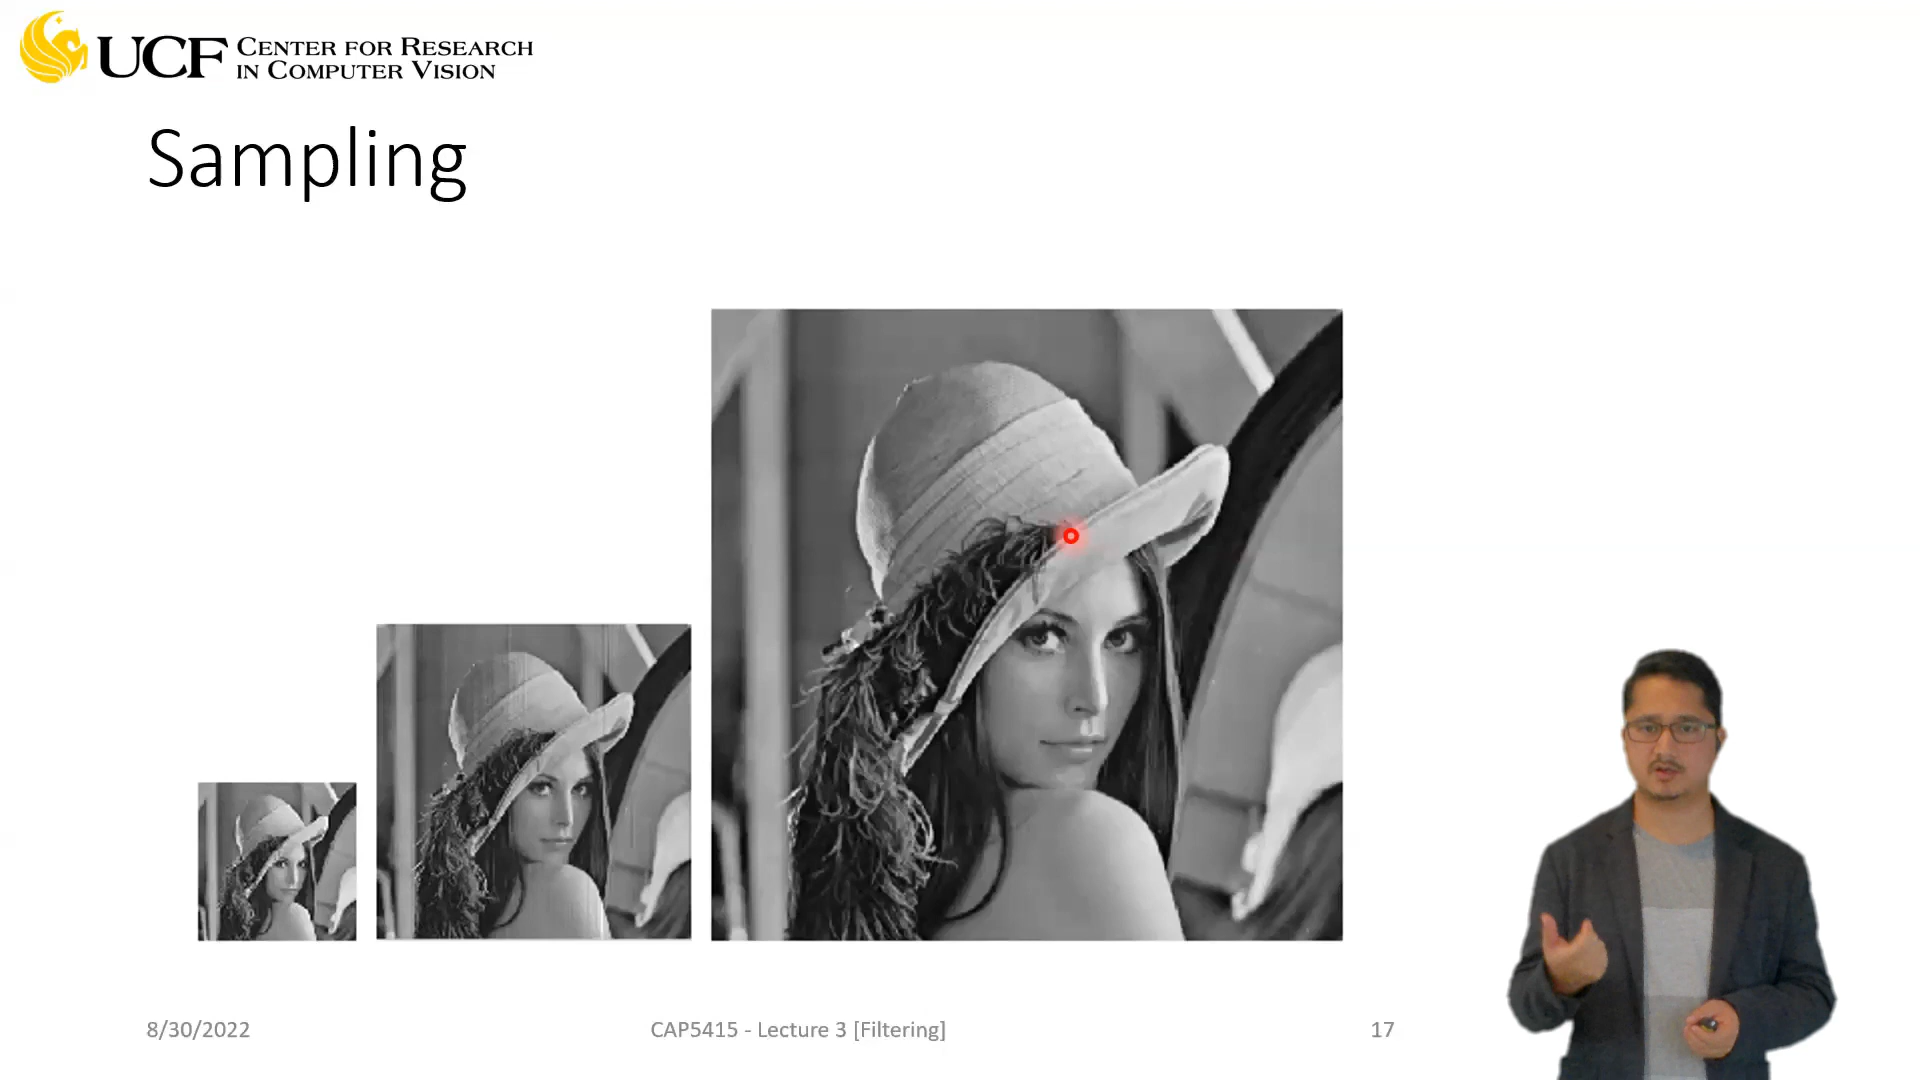 UCF CENTER FOR RESEARCH
IN COMPUTER VISION
Sampling
8/30/2022
CAP5415 - Lecture 3 [Filtering]
17